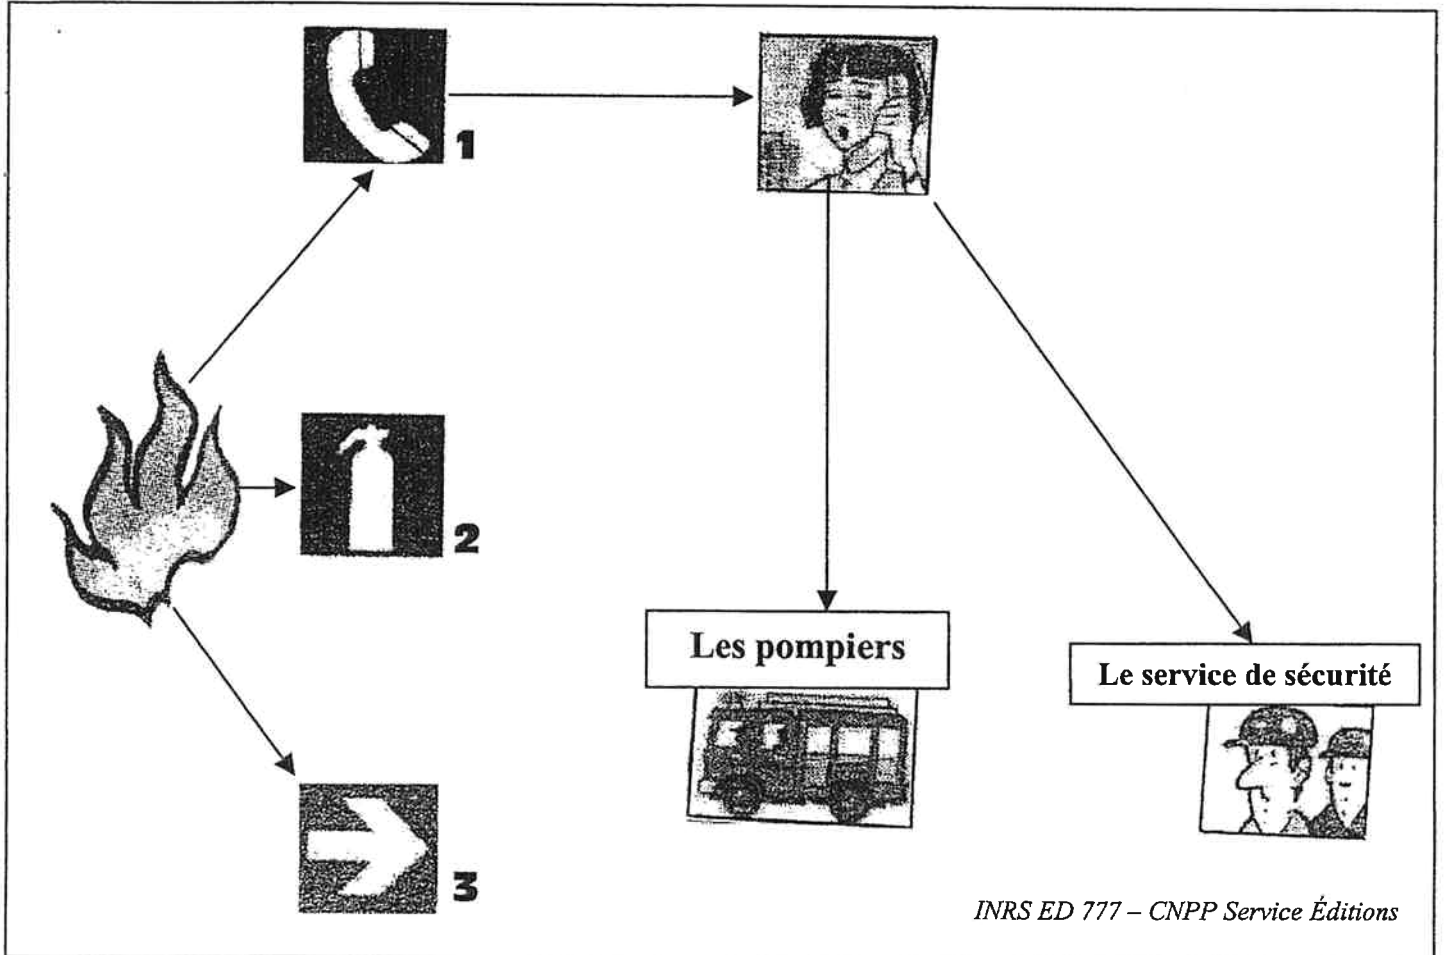 1
2
3
Les pompiers
Le service de sécurité
INRS ED 777 – CNPP Service Éditions